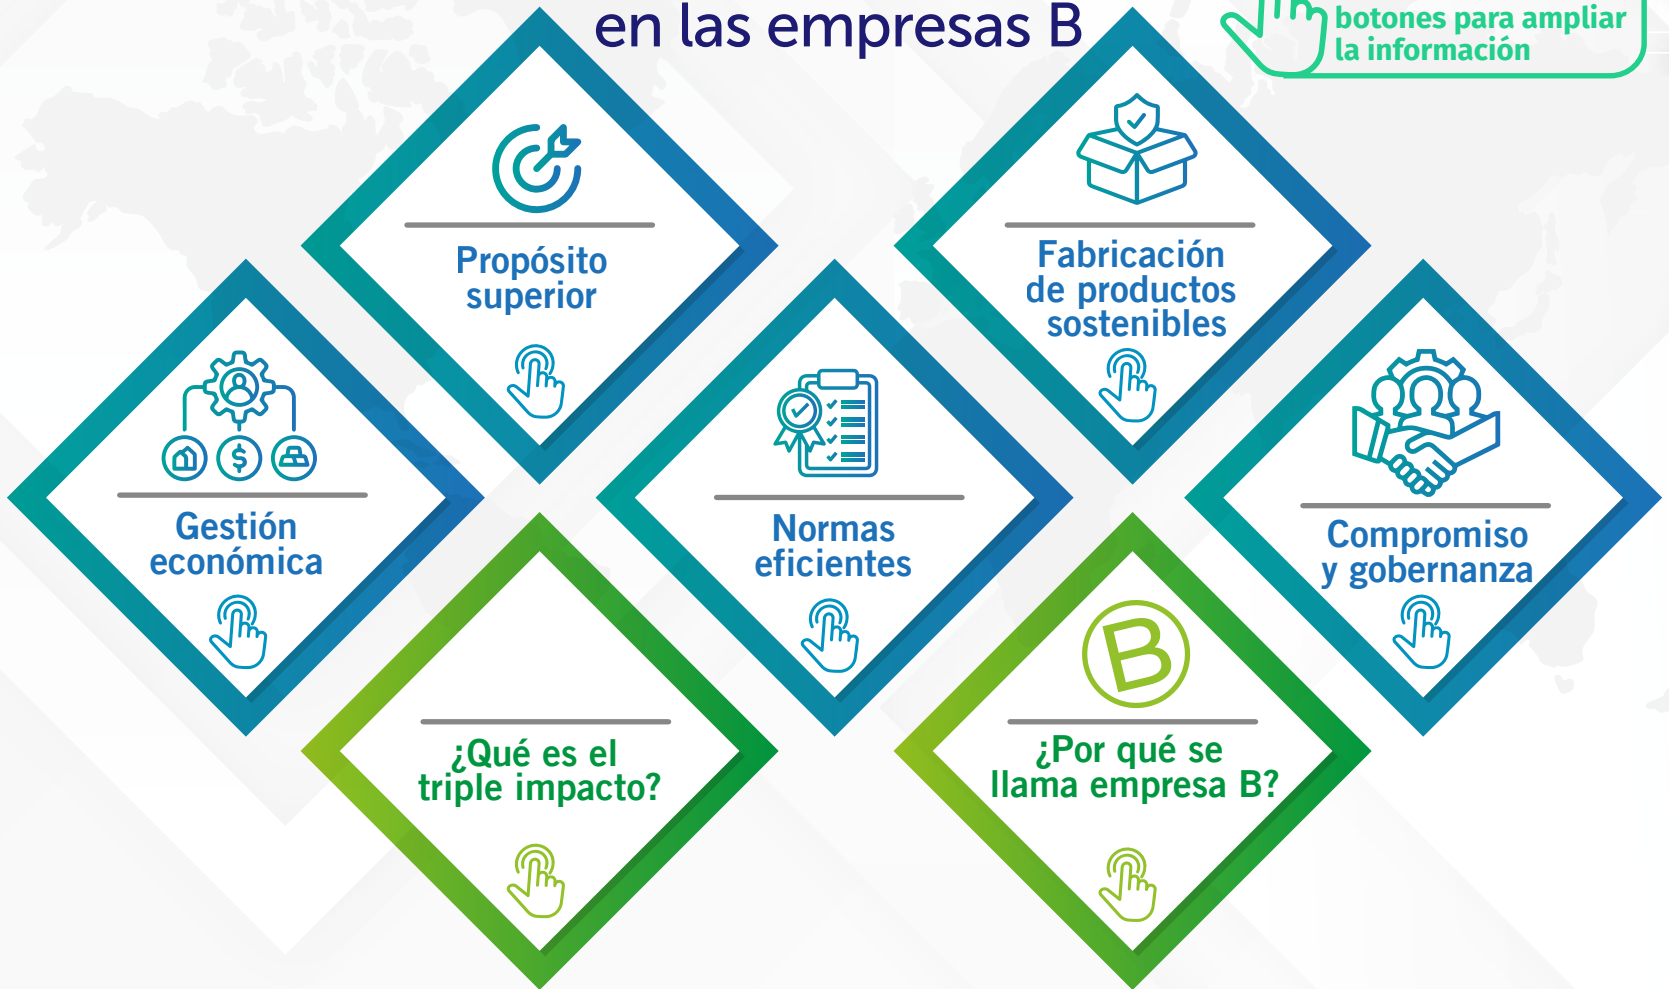 en las empresas B
botones para ampliar
la información
Propósito
superior
Fabricación
de productos
sostenibles
Gestión
económica
Normas
eficientes
Compromiso
y gobernanza
¿Qué es el
triple impacto?
B
¿Por qué se
llama empresa B?